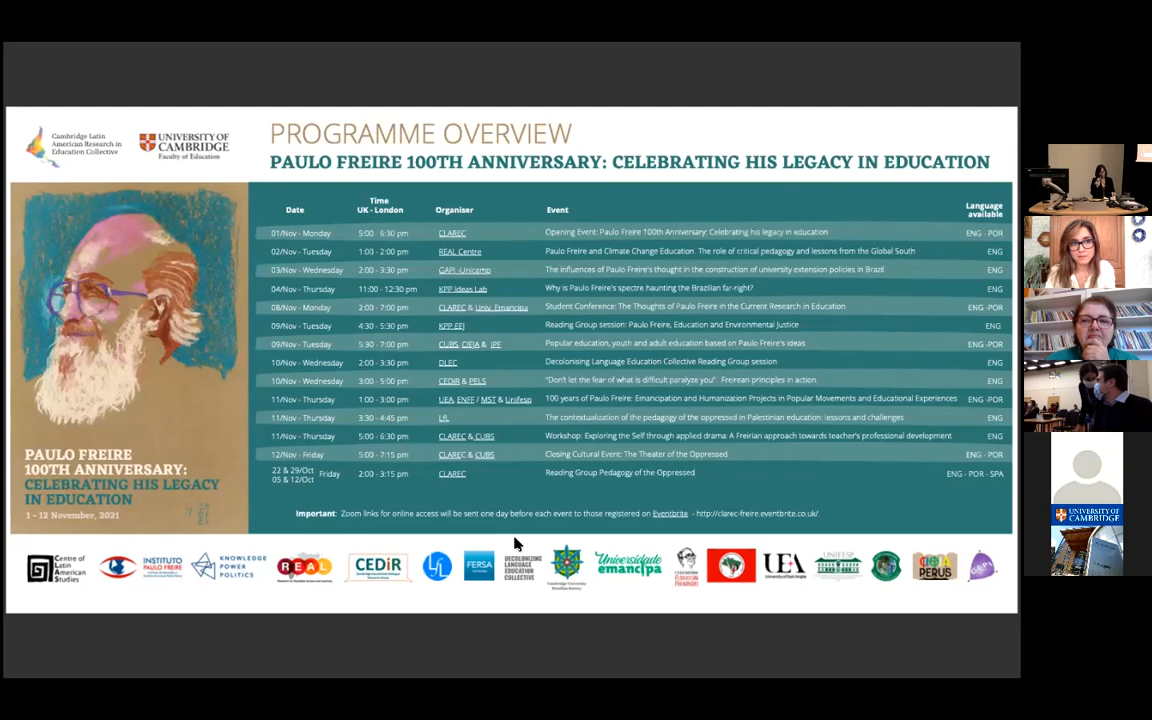 Cambridge Latin
American Research in
Education Collective
UNIVERSITY OF
CAMBRIDGE
Faculty of Education
PROGRAMME OVERVIEW
PAULO FREIRE 100TH ANNIVERSARY: CELEBRATING HIS LEGACY IN EDUCATION
Date Time UK - London Organiser Event Language available
01/Nov - Monday 5:00 - 6:30 pm CLAREC Opening Event: Paulo Freire 100th Anniversary: Celebrating his legacy in education ENG - POR
02/Nov - Tuesday 1:00 - 2:00 pm REAL Centre Paulo Freire and Climate Change Education. The role of critical pedagogy and lessons from the Global South ENG
03/Nov - Wednesday 2:00 - 3:30 pm GAPI -Unicamp The influences of Paulo Freire's thought in the construction of university extension policies in Brazil ENG
04/Nov - Thursday 11:00 - 12:30 pm KPP Ideas Lab Why is Paulo Freire's spectre haunting the Brazilian far-right? ENG
08/Nov - Monday 2:00 - 7:00 pm CLAREC & Univ. Emancipa Student Conference: The Thoughts of Paulo Freire in the Current Research in Education ENG -POR
09/Nov - Tuesday 4:30 - 5:30 pm KPP EEJ Reading Group session: Paulo Freire, Education and Environmental Justice ENG
09/Nov - Tuesday 5:30 - 7:00 pm CUBS, CIEJA & IPF Popular education, youth and adult education based on Paulo Freire's ideas ENG -POR
10/Nov - Wednesday 2:00 - 3:30 pm DLEC Decolonising Language Education Collective Reading Group session ENG
10/Nov - Wednesday 3:00 - 5:00 pm CEDiR & PELS "Don't let the fear of what is difficult paralyze you" Freirean principles in action. ENG
11/Nov - Thursday 1:00 - 3:00 pm UEA, ENFF / MST & Unifesp 100 years of Paulo Freire: Emancipation and Humanization Projects in Popular Movements and Educational Experiences ENG -POR
11/Nov - Thursday 3:30 - 4:45 pm LfL The contextualization of the pedagogy of the oppressed in Palestinian education: lessons and challenges ENG
11/Nov - Thursday 5:00 - 6:30 pm CLAREC & CUBS Workshop: Exploring the Self through applied drama: A Freirian approach towards teacher's professional development ENG
12/Nov - Friday 5:00 - 7:15 pm CLAREC & CUBS Closing Cultural Event: The Theater of the Oppressed ENG - POR
22 & 29/Oct 05 & 12/Oct Friday 2:00 - 3:15 pm CLAREC Reading Group Pedagogy of the Oppressed ENG - POR - SPA
Important: Zoom links for online access will be sent one day before each event to those registered on Eventbrite - http://clarec-freire.eventbrite.co.uk/.
PAULO FREIRE
100TH ANNIVERSARY:
CELEBRATING HIS LEGACY
IN EDUCATION
1 - 12 November, 2021
Centre of
Latin
American
Studies
INSTITUTO
PAULO FREIRE
KNOWLEDGE
POWER
POLITICS
REAL
CEDiR
LfL
FERSA
DECOLONIZING
LANGUAGE
EDUCATION
COLLECTIVE
Universidade
emancipa
UEA
University of East Anglia
UNIFESP
PERUS
UNIVERSITY OF
CAMBRIDGE